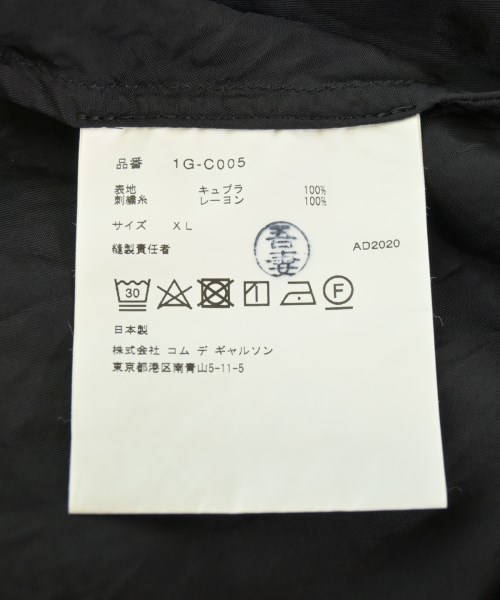 品番 1G-C005
表地 キュプラ 100%
刺繍糸 レーヨン 100%
サイズ XL
縫製責任者 吾妻 AD2020
30 F
日本製
株式会社 コム デ ギャルソン
東京都港区南青山5-11-5